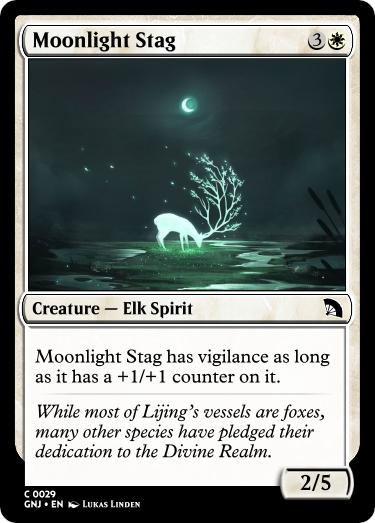 Moonlight Stag 3
Creature — Elk Spirit
Moonlight Stag has vigilance as long
as it has a +1/+1 counter on it.
While most of Lijing's vessels are foxes,
many other species have pledged their
dedication to the Divine Realm.
2/5
C 0029
GNJ • EN Lukas Linden